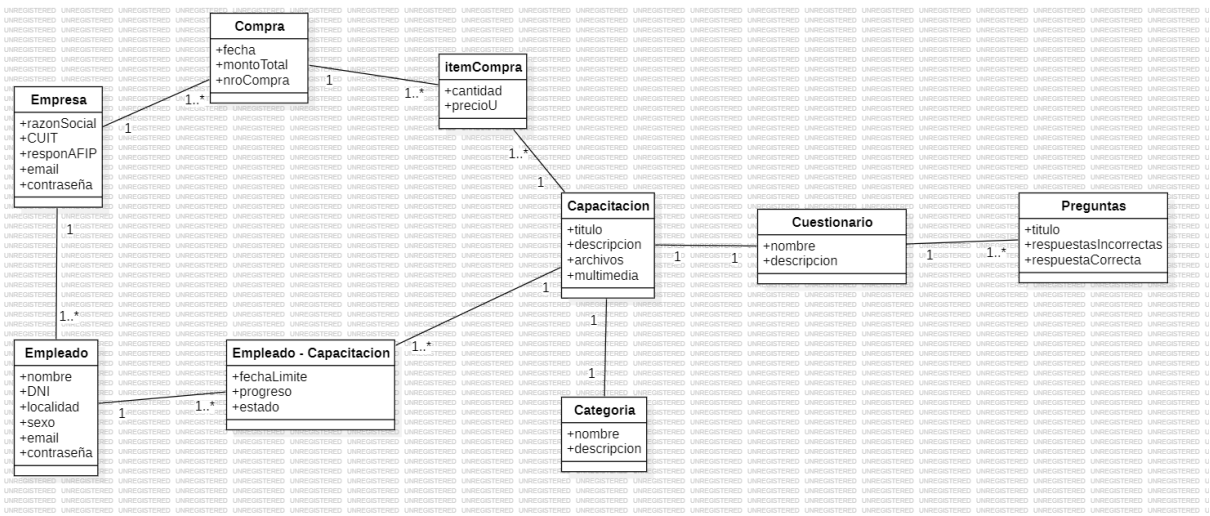 Compra
+fecha
+montoTotal
+nroCompra
itemCompra
+cantidad
+precioU
Empresa
+razonSocial
+CUIT
+responAFIP
+email
+contraseña
1
1..*
1
1..*
1..*
1
Capacitacion
+titulo
+descripcion
+archivos
+multimedia
Cuestionario
+nombre
+descripcion
Preguntas
+titulo
+respuestasIncorrectas
+respuestaCorrecta
1
1
1
1..*
1
1..*
Empleado
+nombre
+DNI
+localidad
+sexo
+email
+contraseña
1
1..*
Empleado - Capacitacion
+fechaLimite
+progreso
+estado
1..*
1
1
1
Categoria
+nombre
+descripcion
UNREGISTERED